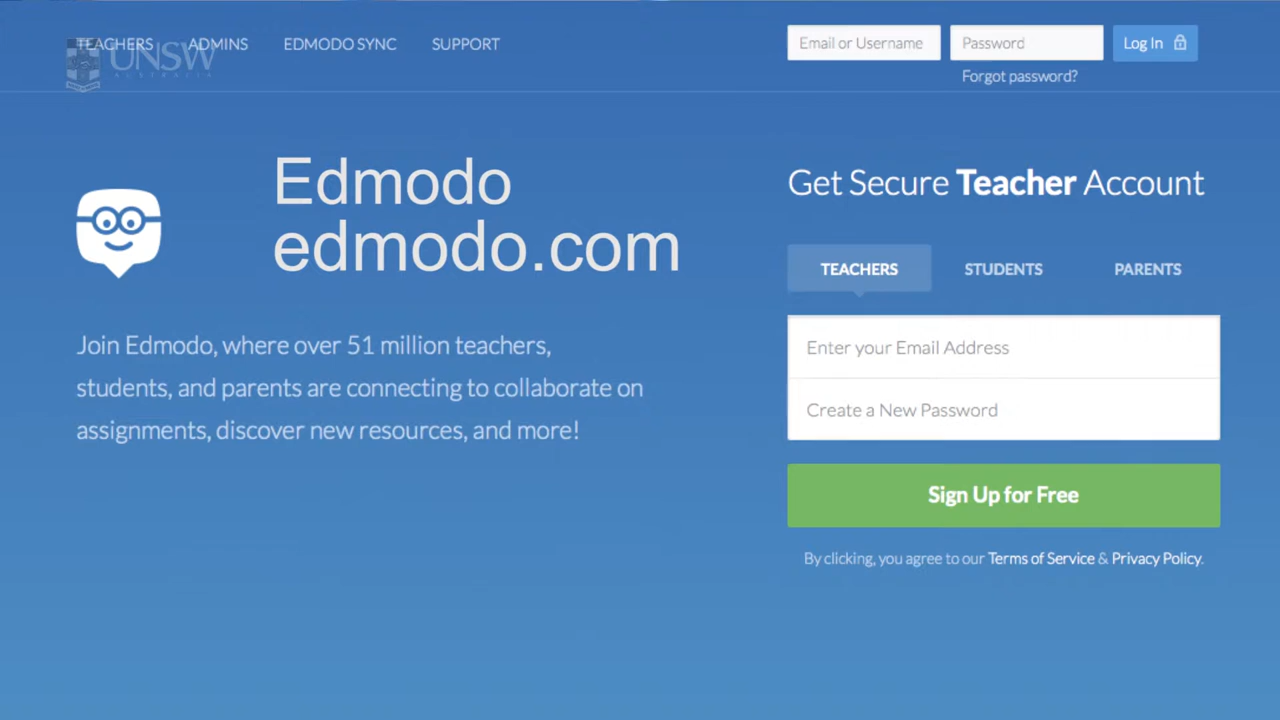 TEACHERS ADMINS EDMODO SYNC SUPPORT
UNSW
AUSTRALIA
Email or Username Password Log In
Forgot password?
Edmodo
edmodo.com
Join Edmodo, where over 51 million teachers,
students, and parents are connecting to collaborate on
assignments, discover new resources, and more!
Get Secure Teacher Account
TEACHERS STUDENTS PARENTS
Enter your Email Address
Create a New Password
Sign Up for Free
By clicking, you agree to our Terms of Service & Privacy Policy.